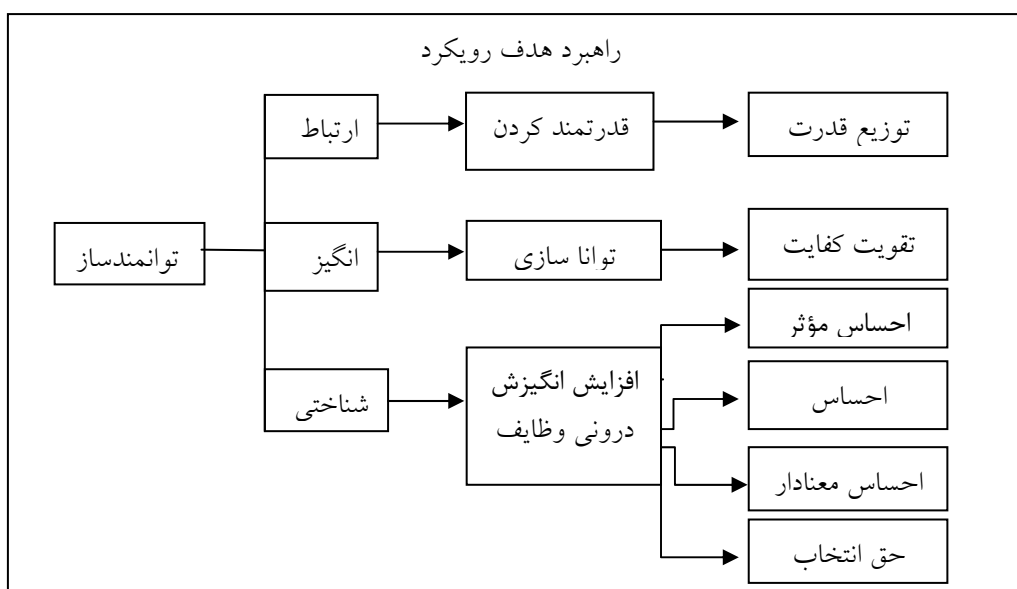 راهبرد هدف رویکرد
ارتباط
قدرتمند کردن
توزیع قدرت
توانمندساز
انگیز
توانا سازی
تقویت کفایت
شناختی
افزایش انگیزش
درونی وظایف
احساس مؤثر
احساس
احساس معنادار
حق انتخاب